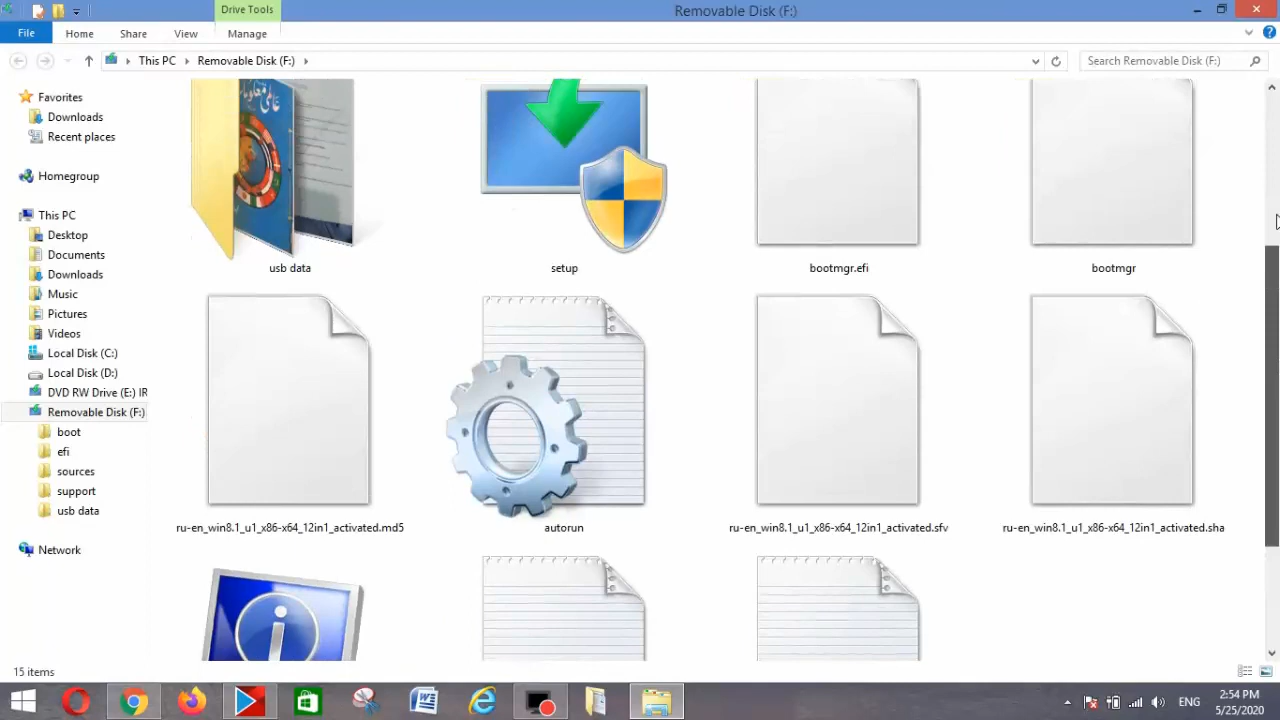 Drive Tools
Removable Disk (F:)
File
Home
Share
View
Manage
This PC
Removable Disk (F:)
Search Removable Disk (F:)
Favorites
Downloads
Recent places
Homegroup
This PC
Desktop
Documents
Downloads
Music
Pictures
Videos
Local Disk (C:)
Local Disk (D:)
DVD RW Drive (E:) IR
Removable Disk (F:)
boot
efi
sources
support
usb data
Network
usb data
setup
bootmgr.efi
bootmgr
ru-en_win8.1_u1_x86-x64_12in1_activated.md5
autorun
ru-en_win8.1_u1_x86-x64_12in1_activated.sfv
ru-en_win8.1_u1_x86-x64_12in1_activated.sha
15 items
ENG
2:54 PM
5/25/2020